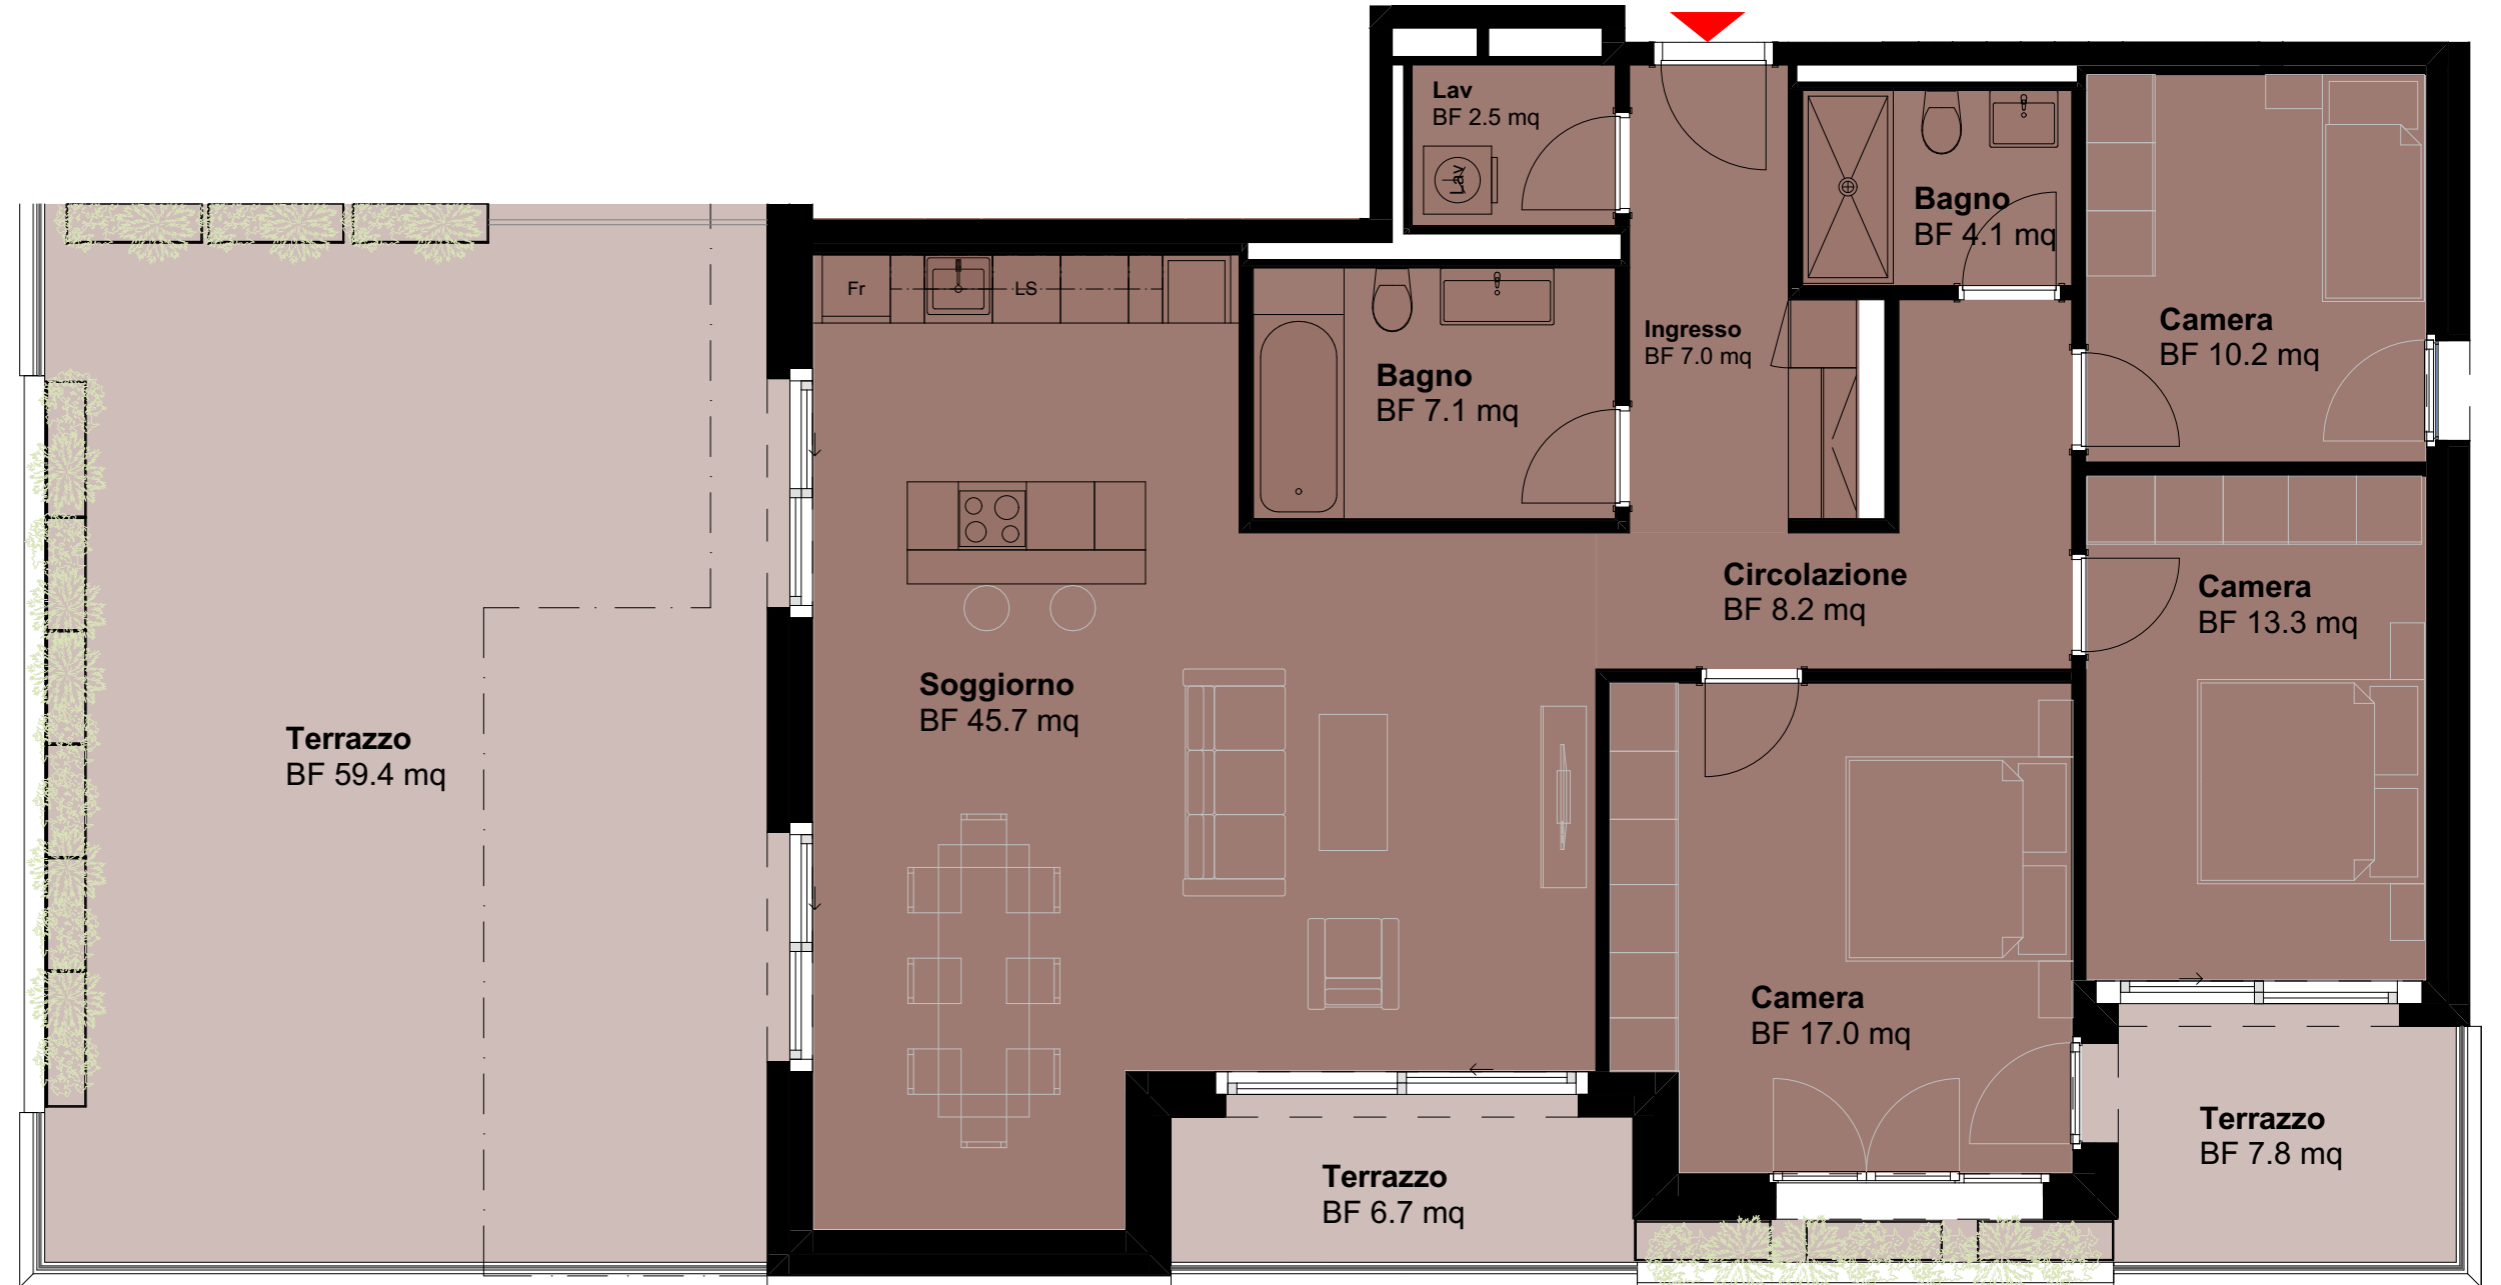 Lav
BF 2.5 mq
Lav
Bagno
BF 4.1 mq
Fr
LS
Ingresso
BF 7.0 mq
Camera
BF 10.2 mq
Bagno
BF 7.1 mq
Circolazione
BF 8.2 mq
Camera
BF 13.3 mq
Soggiorno
BF 45.7 mq
Terrazzo
BF 59.4 mq
Camera
BF 17.0 mq
Terrazzo
BF 7.8 mq
Terrazzo
BF 6.7 mq